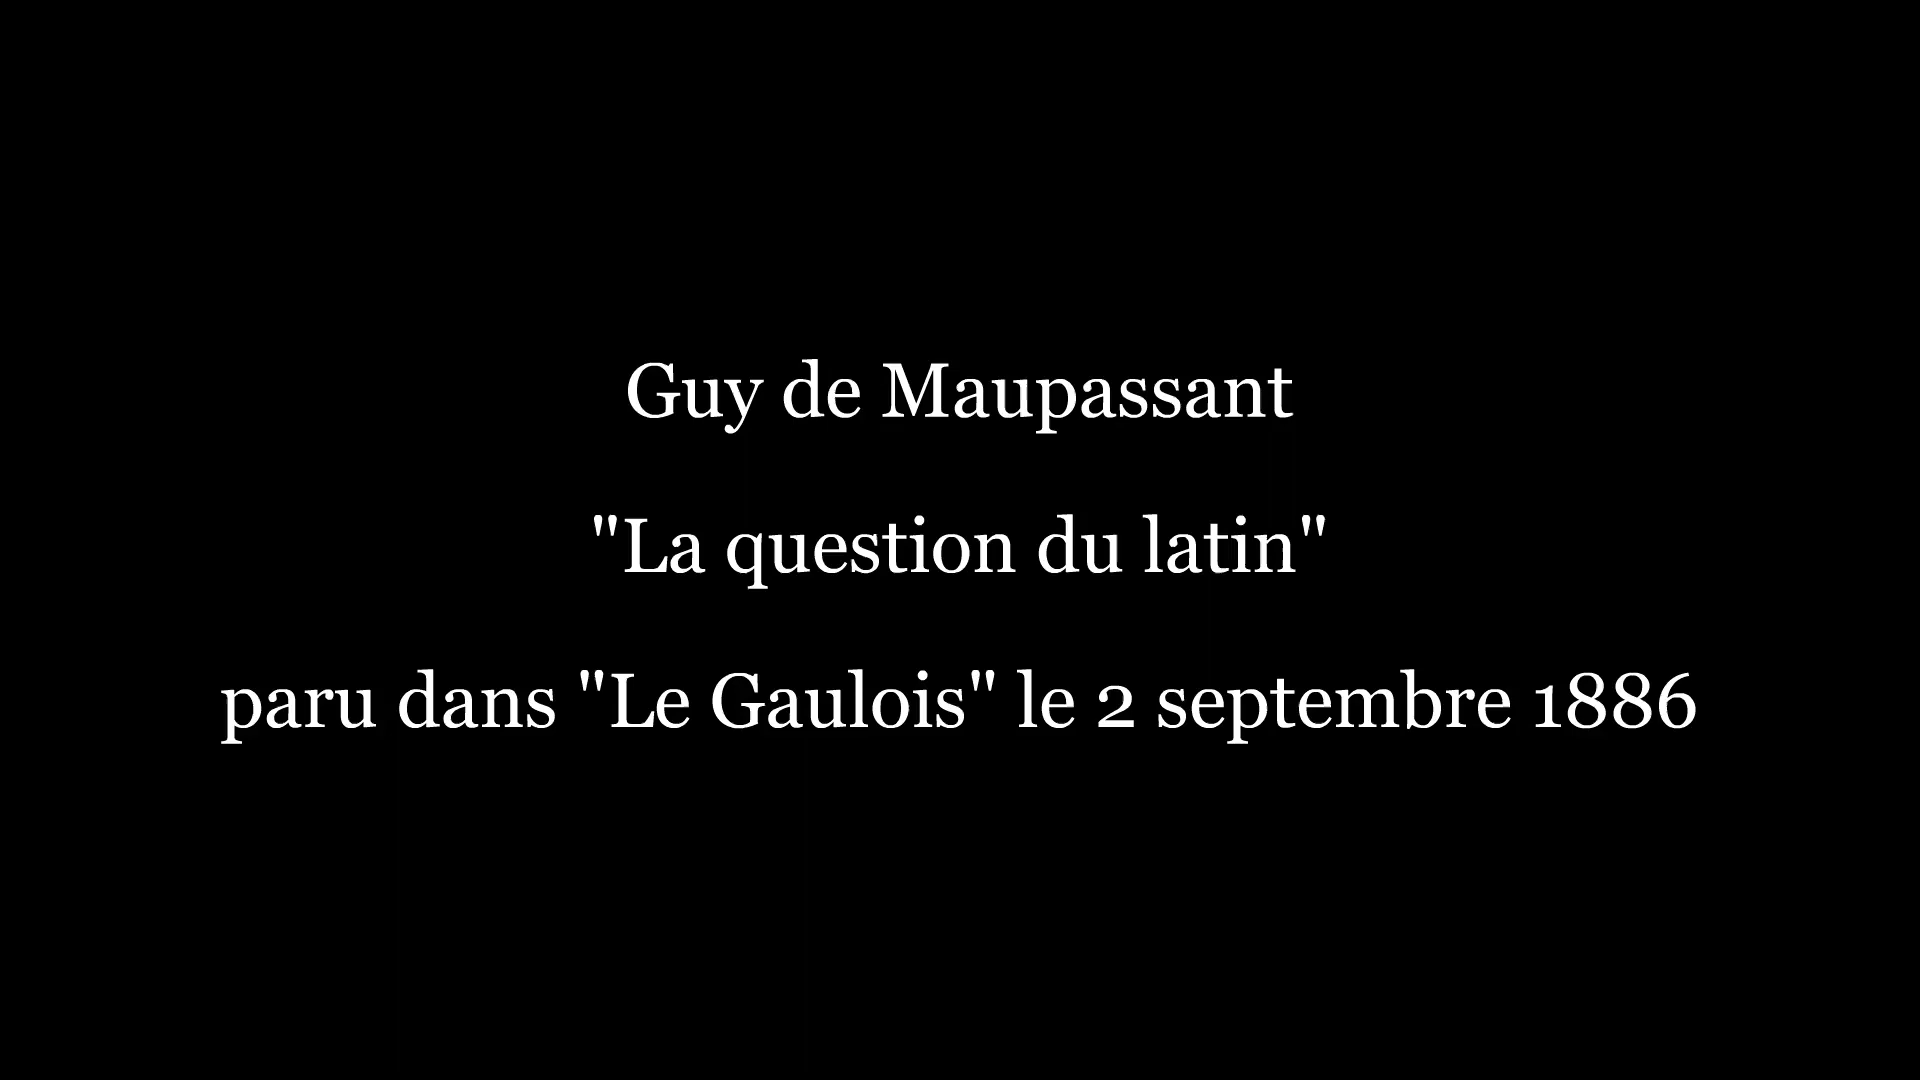 Guy de Maupassant
"La question du latin"
paru dans "Le Gaulois" le 2 septembre 1886